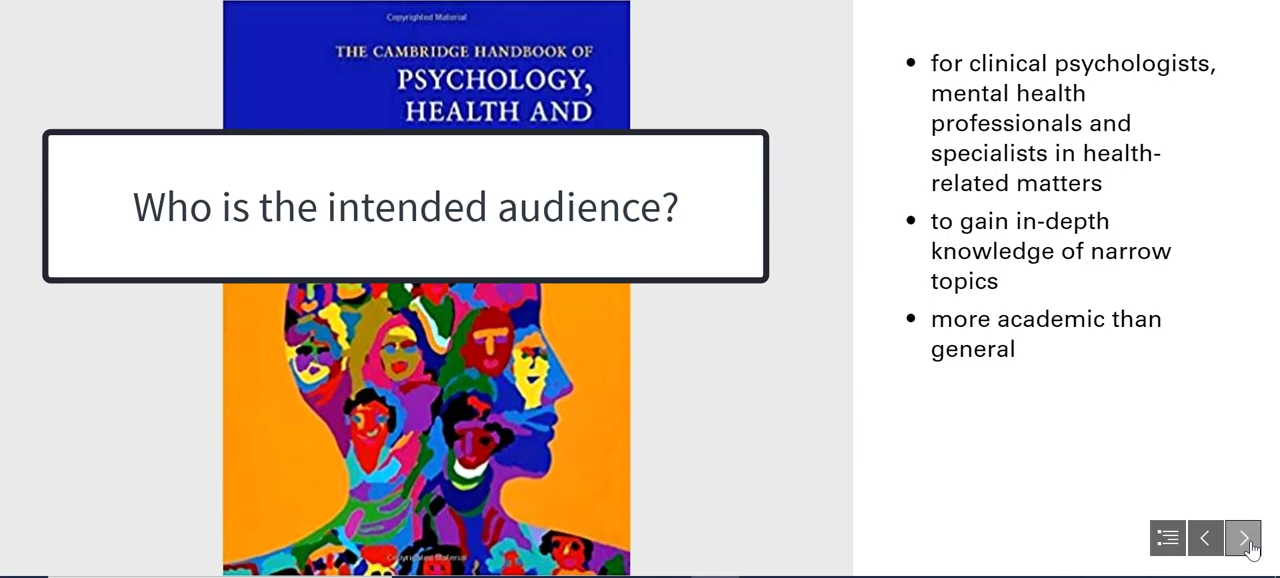 Copyrighted Material
THE CAMBRIDGE HANDBOOK OF
PSYCHOLOGY,
HEALTH AND
Who is the intended audience?
Copyrighted Material
• for clinical psychologists,
mental health
professionals and
specialists in health-
related matters
• to gain in-depth
knowledge of narrow
topics
• more academic than
general